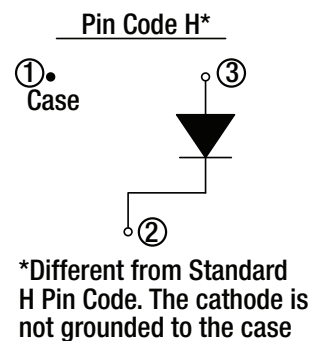 Pin Code H*
① ③
Case
②
*Different from Standard
H Pin Code. The cathode is
not grounded to the case